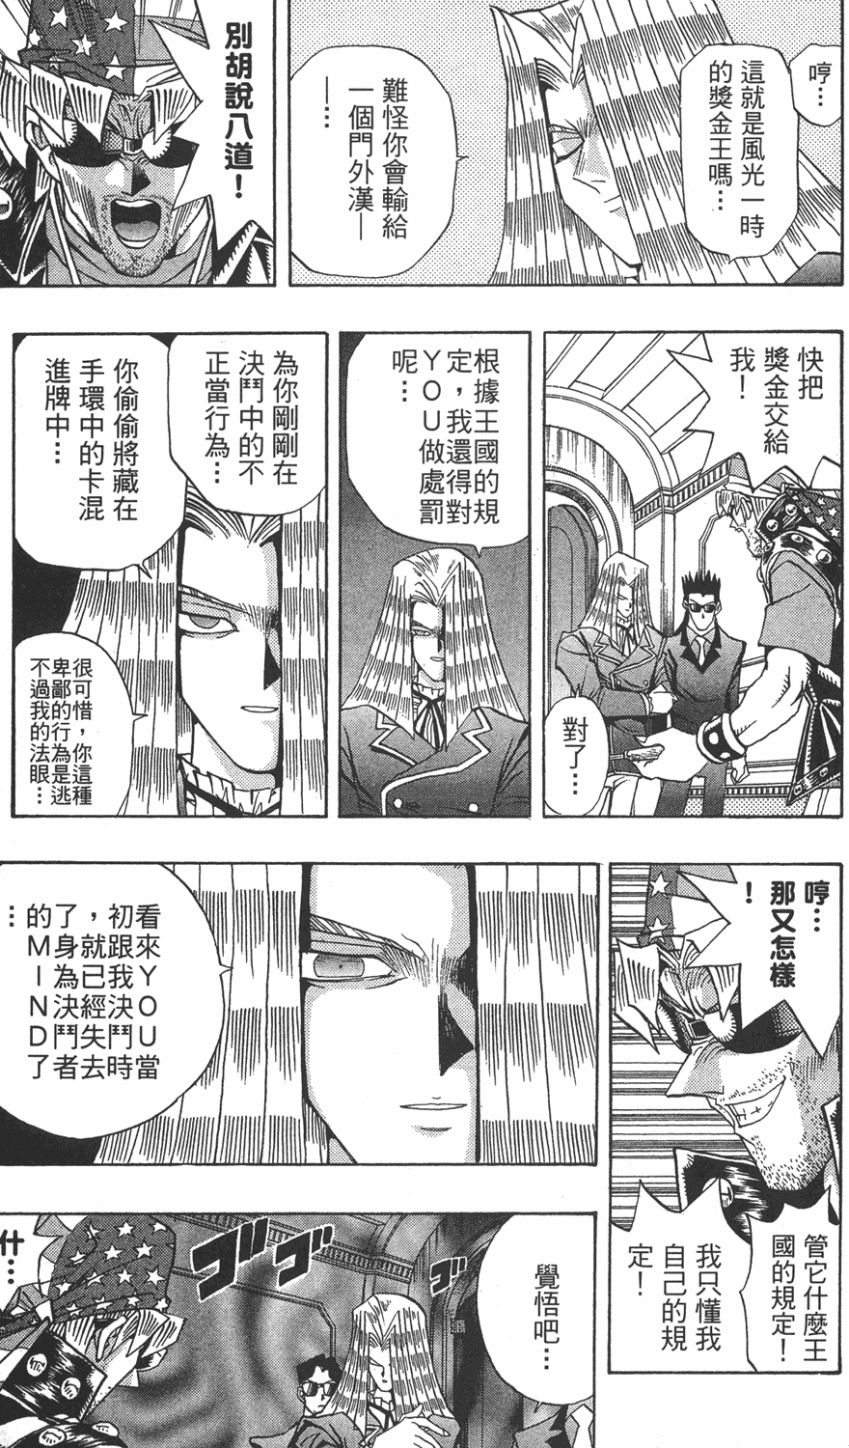 哼…
這就是風光一時
的獎金王嗎…
難怪你會輸給
一個門外漢—
—…
別胡說八道！
快把
獎金交給
我！
對了…
根據王國的規
定，我還得對
YOU做處罰
呢…
為你剛剛在
決鬥中的不
正當行為…
你偷偷將藏在
手環中的卡混
進牌中…
很可惜，你這種
卑鄙的行為是逃
不過我的法眼…
哼…
那又怎樣
！
管它什麼王
國的規定！
我只懂我
自己的規
定！
看來YOU當
初跟我決鬥時
，就已經失去
了身為決鬥者
的MIND了
…
覺悟吧…
ゴゴゴ
什…